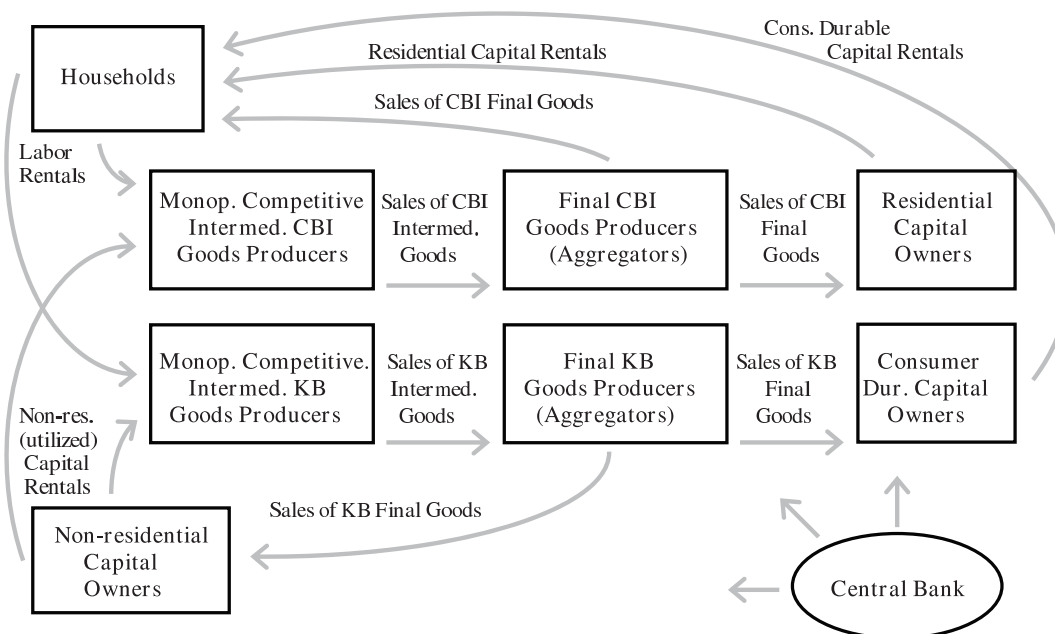 Cons. Durable
Capital Rentals
Residential Capital Rentals
Households
Sales of CBI Final Goods
Labor
Rentals
Monop. Competitive
Intermed. CBI
Goods Producers
Sales of CBI
Intermed.
Goods
Final CBI
Goods Producers
(Aggregators)
Sales of CBI
Final
Goods
Residential
Capital
Owners
Monop. Competitive.
Intermed. KB
Goods Producers
Sales of KB
Intermed.
Goods
Final KB
Goods Producers
(Aggregators)
Sales of KB
Final
Goods
Consumer
Dur. Capital
Owners
Non-res.
(utilized)
Capital
Rentals
Sales of KB Final Goods
Non-residential
Capital
Owners
Central Bank